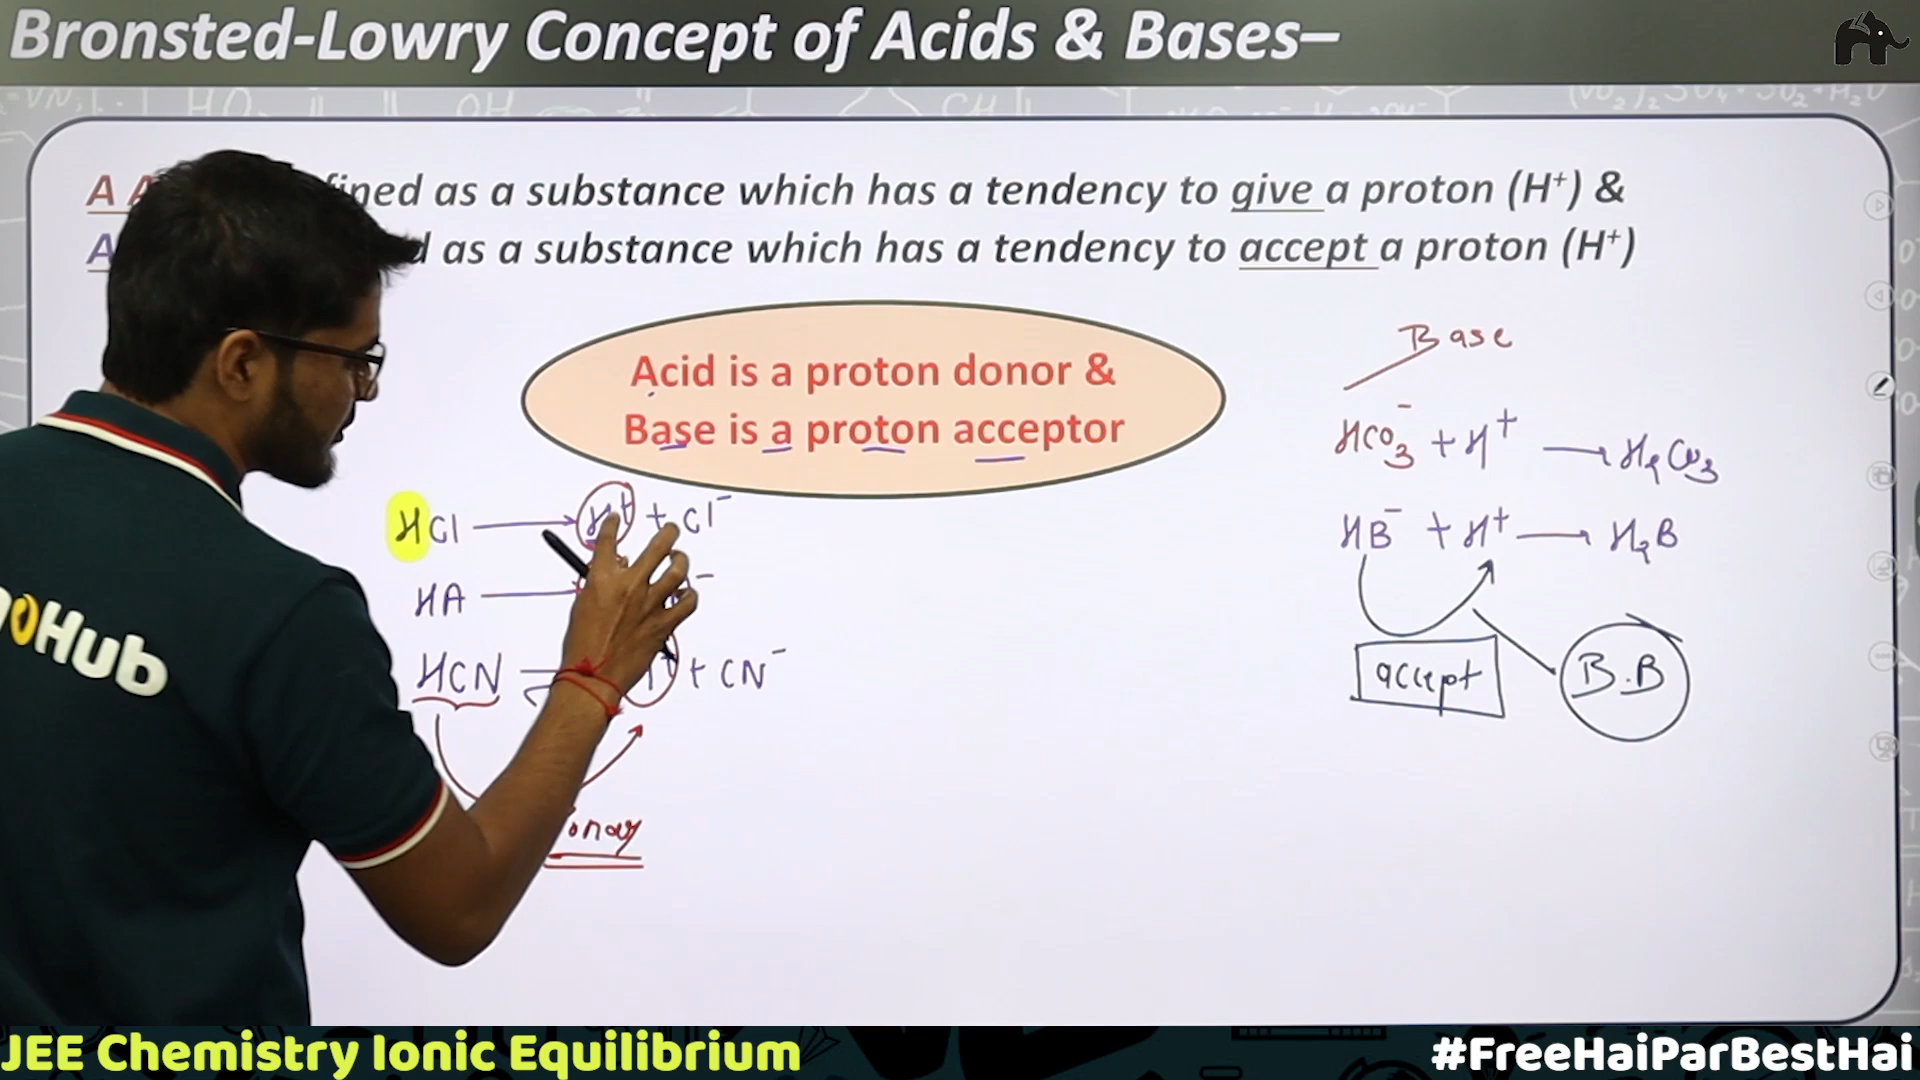 Bronsted-Lowry Concept of Acids & Bases–
A A fined as a substance which has a tendency to give a proton (H⁺) &
A d as a substance which has a tendency to accept a proton (H⁺)
Acid is a proton donor &
Base is a proton acceptor
HCl → H⁺ + Cl⁻
HA →
HCN ⇌ + CN⁻
Base
HCO₃⁻ + H⁺ → H₂CO₃
HB⁻ + H⁺ → H₂B
accept
B.B
oHub
JEE Chemistry Ionic Equilibrium
#FreeHaiParBestHai